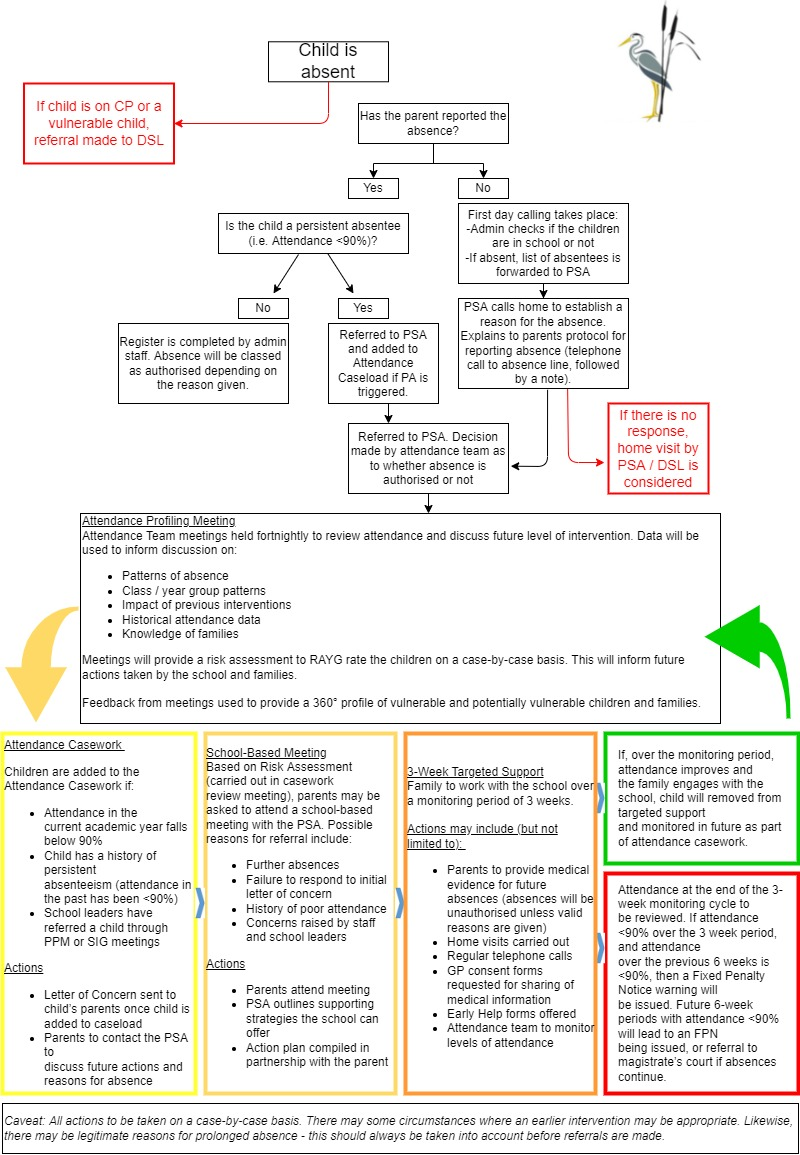 Child is
absent
If child is on CP or a
vulnerable child,
referral made to DSL
Has the parent reported the
absence?
Yes
No
Is the child a persistent absentee
(i.e. Attendance <90%)?
First day calling takes place:
-Admin checks if the children
are in school or not
-If absent, list of absentees is
forwarded to PSA
No
Yes
PSA calls home to establish a
reason for the absence.
Explains to parents protocol for
reporting absence (telephone
call to absence line, followed
by a note).
Register is completed by admin
staff. Absence will be classed
as authorised depending on
the reason given.
Referred to PSA
and added to
Attendance
Caseload if PA is
triggered.
If there is no
response,
home visit by
PSA / DSL is
considered
Referred to PSA. Decision
made by attendance team as
to whether absence is
authorised or not
Attendance Profiling Meeting
Attendance Team meetings held fortnightly to review attendance and discuss future level of intervention. Data will be
used to inform discussion on:
• Patterns of absence
• Class / year group patterns
• Impact of previous interventions
• Historical attendance data
• Knowledge of families
Meetings will provide a risk assessment to RAYG rate the children on a case-by-case basis. This will inform future
actions taken by the school and families.
Feedback from meetings used to provide a 360° profile of vulnerable and potentially vulnerable children and families.
Attendance Casework
Children are added to the
Attendance Casework if:
• Attendance in the
current academic year falls
below 90%
• Child has a history of
persistent
absenteeism (attendance in
the past has been <90%)
• School leaders have
referred a child through
PPM or SIG meetings
Actions
• Letter of Concern sent to
child's parents once child is
added to caseload
• Parents to contact the PSA
to
discuss future actions and
reasons for absence
School-Based Meeting
Based on Risk Assessment
(carried out in casework
review meeting), parents may be
asked to attend a school-based
meeting with the PSA. Possible
reasons for referral include:
• Further absences
• Failure to respond to initial
letter of concern
• History of poor attendance
• Concerns raised by staff
and school leaders
Actions
• Parents attend meeting
• PSA outlines supporting
strategies the school can
offer
• Action plan compiled in
partnership with the parent
3-Week Targeted Support
Family to work with the school over
a monitoring period of 3 weeks.
Actions may include (but not
limited to):
• Parents to provide medical
evidence for future
absences (absences will be
unauthorised unless valid
reasons are given)
• Home visits carried out
• Regular telephone calls
• GP consent forms
requested for sharing of
medical information
• Early Help forms offered
• Attendance team to monitor
levels of attendance
If, over the monitoring period,
attendance improves and
the family engages with the
school, child will removed from
targeted support
and monitored in future as part
of attendance casework.
Attendance at the end of the 3-
week monitoring cycle to
be reviewed. If attendance
<90% over the 3 week period,
and attendance
over the previous 6 weeks is
<90%, then a Fixed Penalty
Notice warning will
be issued. Future 6-week
periods with attendance <90%
will lead to an FPN
being issued, or referral to
magistrate's court if absences
continue.
Caveat: All actions to be taken on a case-by-case basis. There may some circumstances where an earlier intervention may be appropriate. Likewise,
there may be legitimate reasons for prolonged absence - this should always be taken into account before referrals are made.